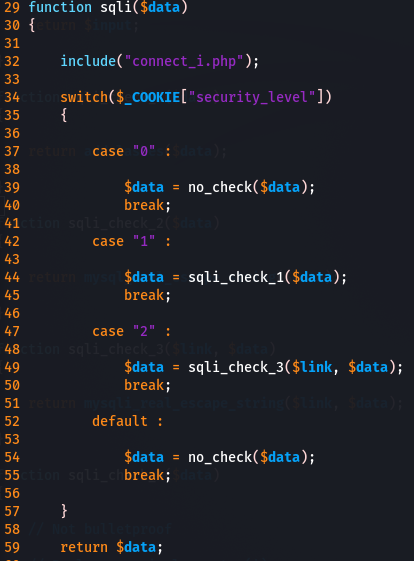 29 function sqli($data)
30 {
31
32     include("connect_i.php");
33
34     switch($_COOKIE["security_level"])
35     {
36
37         case "0" :
38
39             $data = no_check($data);
40             break;
41
42         case "1" :
43
44             $data = sqli_check_1($data);
45             break;
46
47         case "2" :
48
49             $data = sqli_check_3($link, $data);
50             break;
51
52         default :
53
54             $data = no_check($data);
55             break;
56
57     }
58
59     return $data;